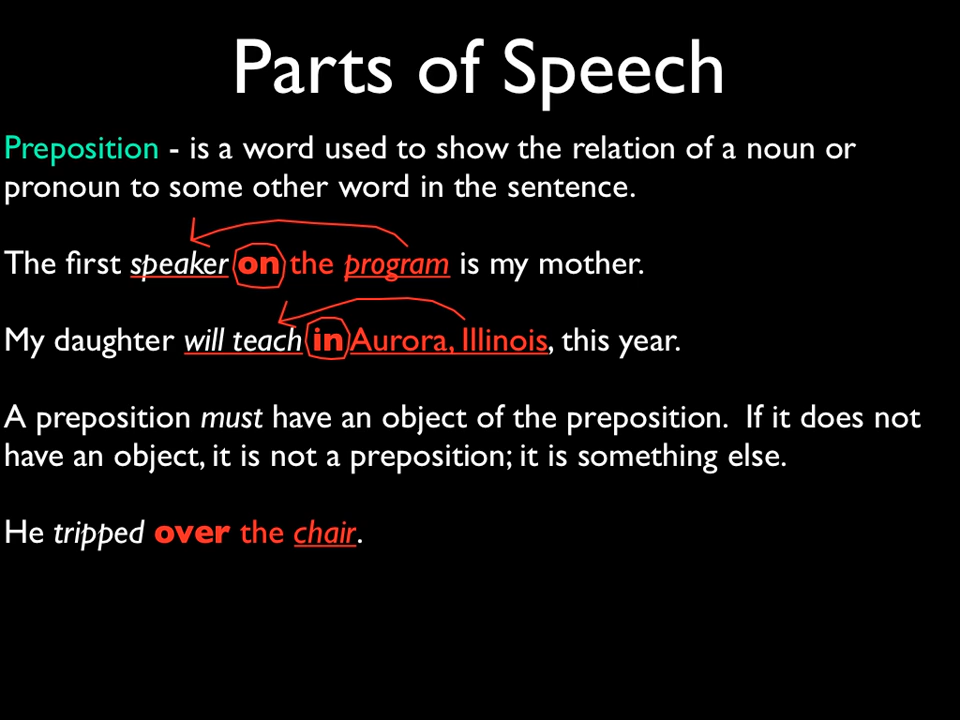 Parts of Speech
Preposition - is a word used to show the relation of a noun or
pronoun to some other word in the sentence.
The first speaker on the program is my mother.
My daughter will teach in Aurora, Illinois, this year.
A preposition must have an object of the preposition.  If it does not
have an object, it is not a preposition; it is something else.
He tripped over the chair.